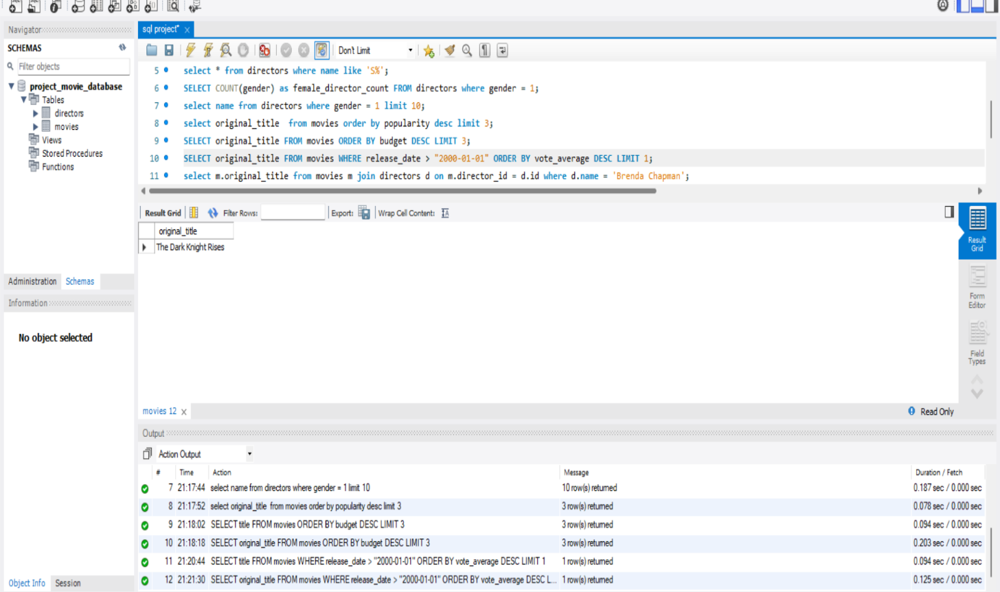 Navigator
sql project*
SCHEMAS
Don't Limit
Filter objects
project_movie_database
Tables
directors
movies
Views
Stored Procedures
Functions
5 select * from directors where name like 'S%';
6 SELECT COUNT(gender) as female_director_count FROM directors where gender = 1;
7 select name from directors where gender = 1 limit 10;
8 select original_title  from movies order by popularity desc limit 3;
9 SELECT original_title FROM movies ORDER BY budget DESC LIMIT 3;
10 SELECT original_title FROM movies WHERE release_date > "2000-01-01" ORDER BY vote_average DESC LIMIT 1;
11 select m.original_title from movies m join directors d on m.director_id = d.id where d.name = 'Brenda Chapman';
Result Grid Filter Rows: Export: Wrap Cell Content:
original_title
The Dark Knight Rises
Result
Grid
Form
Editor
Field
Types
Administration Schemas
Information
No object selected
movies 12
Read Only
Output
Action Output
# Time Action Message Duration / Fetch
7 21:17:44 select name from directors where gender = 1 limit 10 10 row(s) returned 0.187 sec / 0.000 sec
8 21:17:52 select original_title  from movies order by popularity desc limit 3 3 row(s) returned 0.078 sec / 0.000 sec
9 21:18:02 SELECT title FROM movies ORDER BY budget DESC LIMIT 3 3 row(s) returned 0.094 sec / 0.000 sec
10 21:18:18 SELECT original_title FROM movies ORDER BY budget DESC LIMIT 3 3 row(s) returned 0.203 sec / 0.000 sec
11 21:20:44 SELECT title FROM movies WHERE release_date > "2000-01-01" ORDER BY vote_average DESC LIMIT 1 1 row(s) returned 0.094 sec / 0.000 sec
12 21:21:30 SELECT original_title FROM movies WHERE release_date > "2000-01-01" ORDER BY vote_average DESC L... 1 row(s) returned 0.125 sec / 0.000 sec
Object Info Session